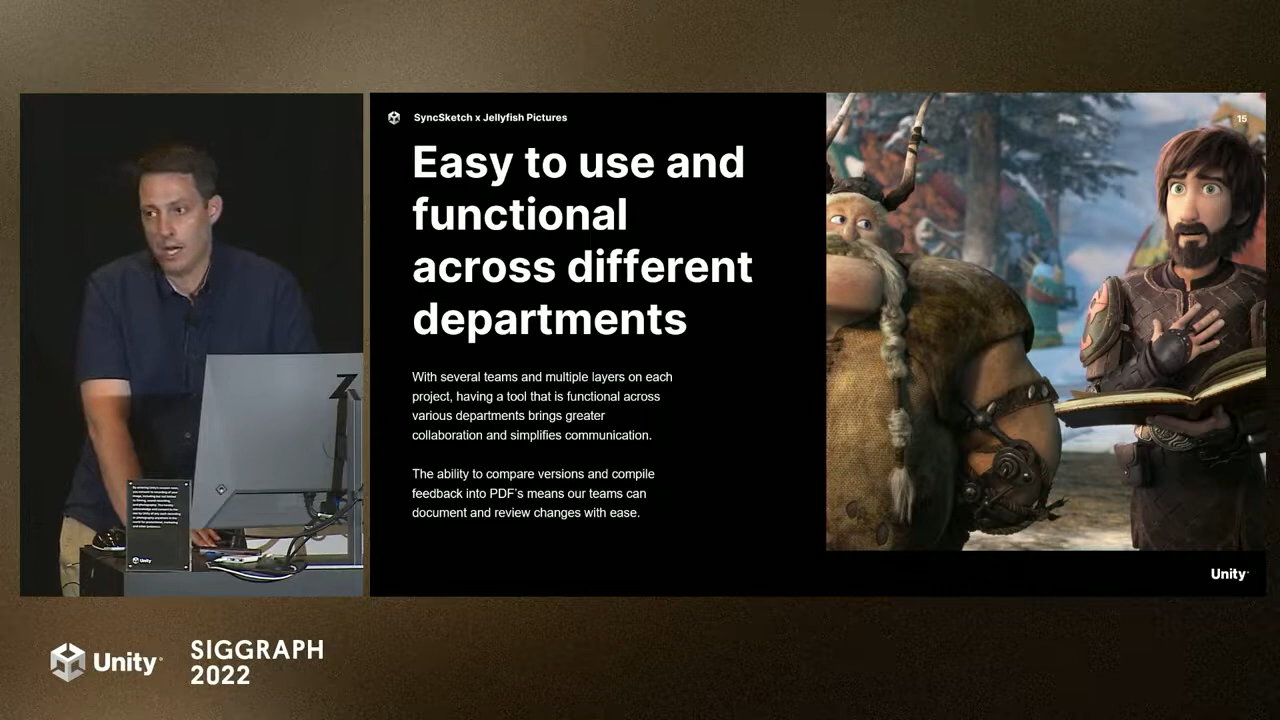 SyncSketch x Jellyfish Pictures
15
Easy to use and
functional
across different
departments
With several teams and multiple layers on each
project, having a tool that is functional across
various departments brings greater
collaboration and simplifies communication.
The ability to compare versions and compile
feedback into PDF's means our teams can
document and review changes with ease.
Unity
Z
Unity
Unity
SIGGRAPH
2022